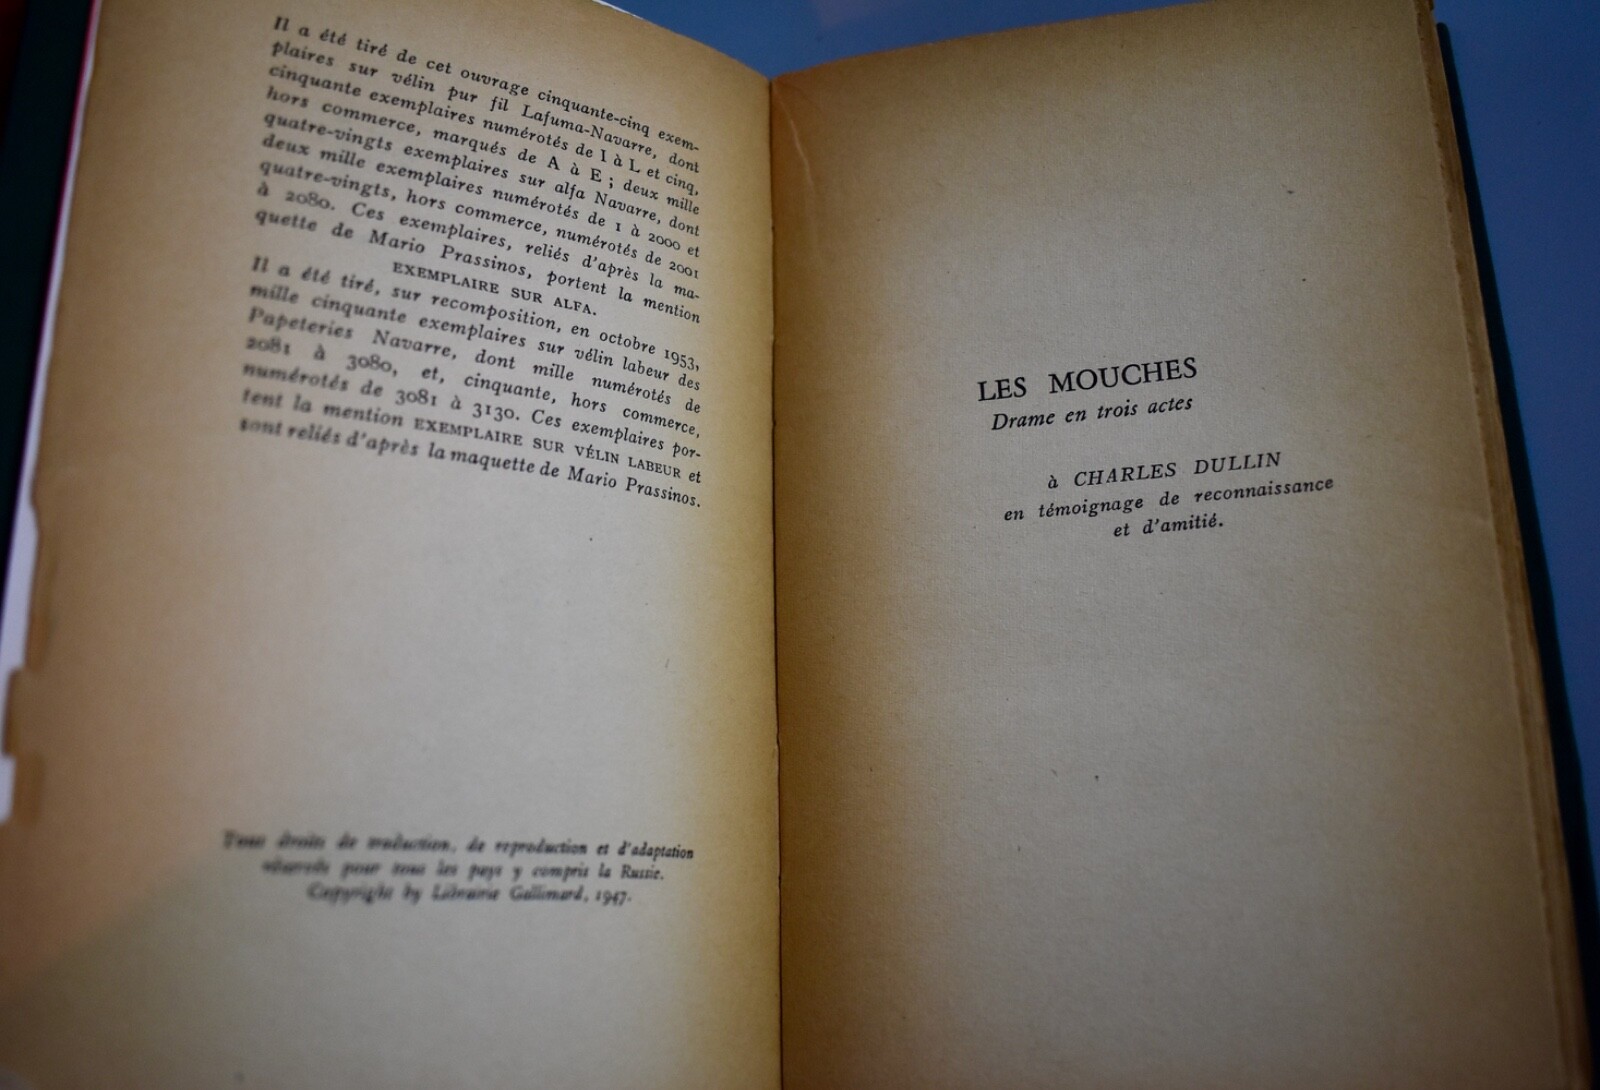 Il a été tiré de cet ouvrage cinquante-cinq exem-
plaires sur vélin pur fil Lafuma-Navarre, dont
cinquante exemplaires numérotés de I à L et cinq,
hors commerce, marqués de A à E ; deux mille
quatre-vingts exemplaires sur alfa Navarre, dont
deux mille exemplaires numérotés de 1 à 2000 et
quatre-vingts, hors commerce, numérotés de 2001
à 2080. Ces exemplaires, reliés d'après la ma-
quette de Mario Prassinos, portent la mention
EXEMPLAIRE SUR ALFA.
Il a été tiré, sur recomposition, en octobre 1953,
mille cinquante exemplaires sur vélin labeur des
Papeteries Navarre, dont mille numérotés de
2081 à 3080, et, cinquante, hors commerce,
numérotés de 3081 à 3130. Ces exemplaires por-
tent la mention EXEMPLAIRE SUR VÉLIN LABEUR et
sont reliés d'après la maquette de Mario Prassinos.
Tous droits de traduction, de reproduction et d'adaptation
réservés pour tous les pays y compris la Russie.
Copyright by Librairie Gallimard, 1947.
LES MOUCHES
Drame en trois actes
à CHARLES DULLIN
en témoignage de reconnaissance
et d'amitié.